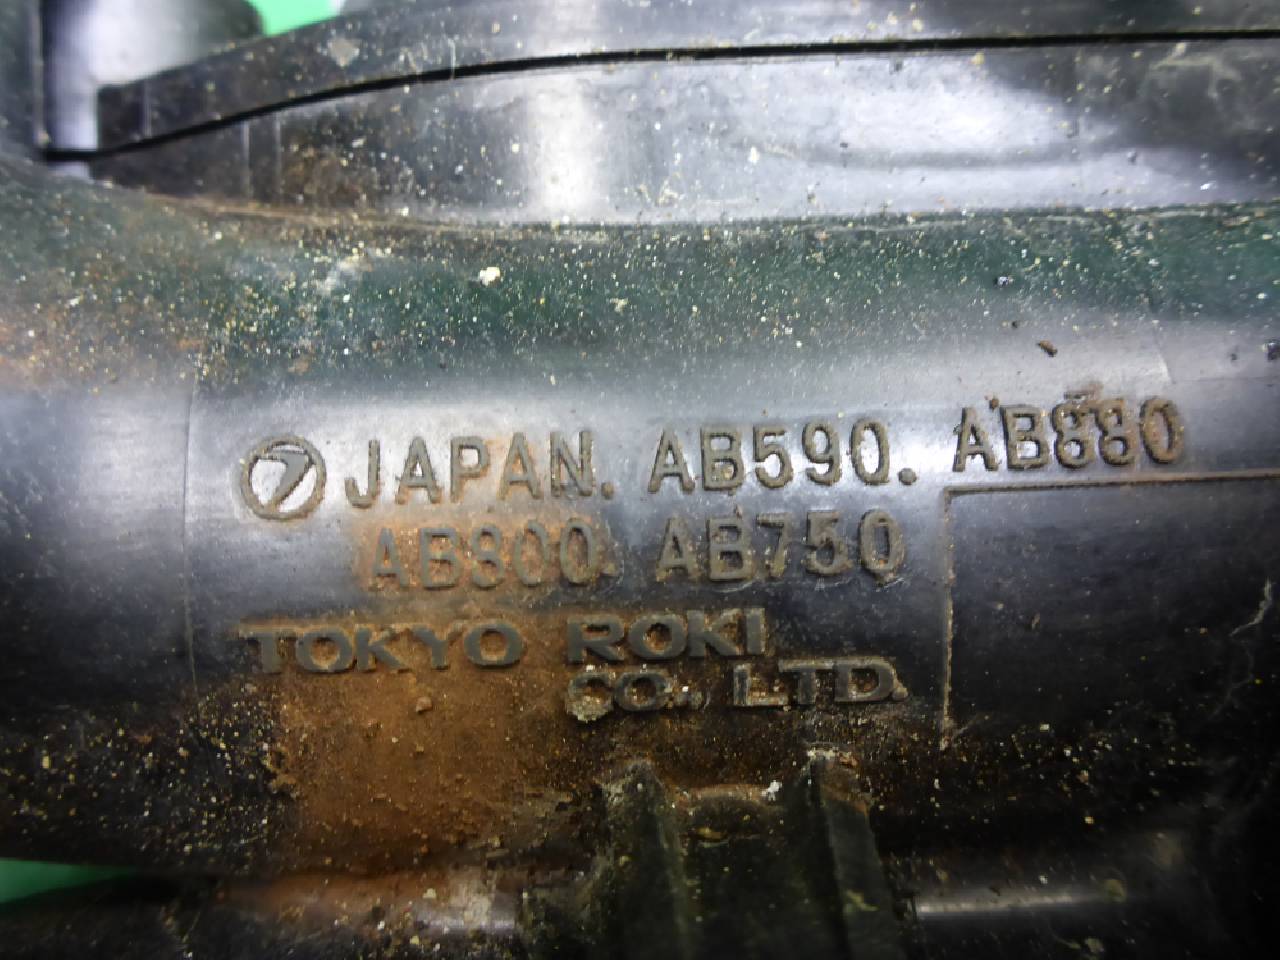 JAPAN. AB590. AB880
AB800. AB750
TOKYO ROKI
CO., LTD.